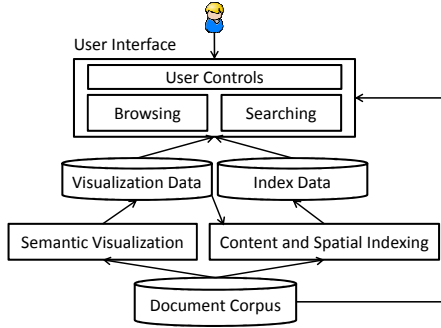 User Interface
User Controls
Browsing
Searching
Visualization Data
Index Data
Semantic Visualization
Content and Spatial Indexing
Document Corpus